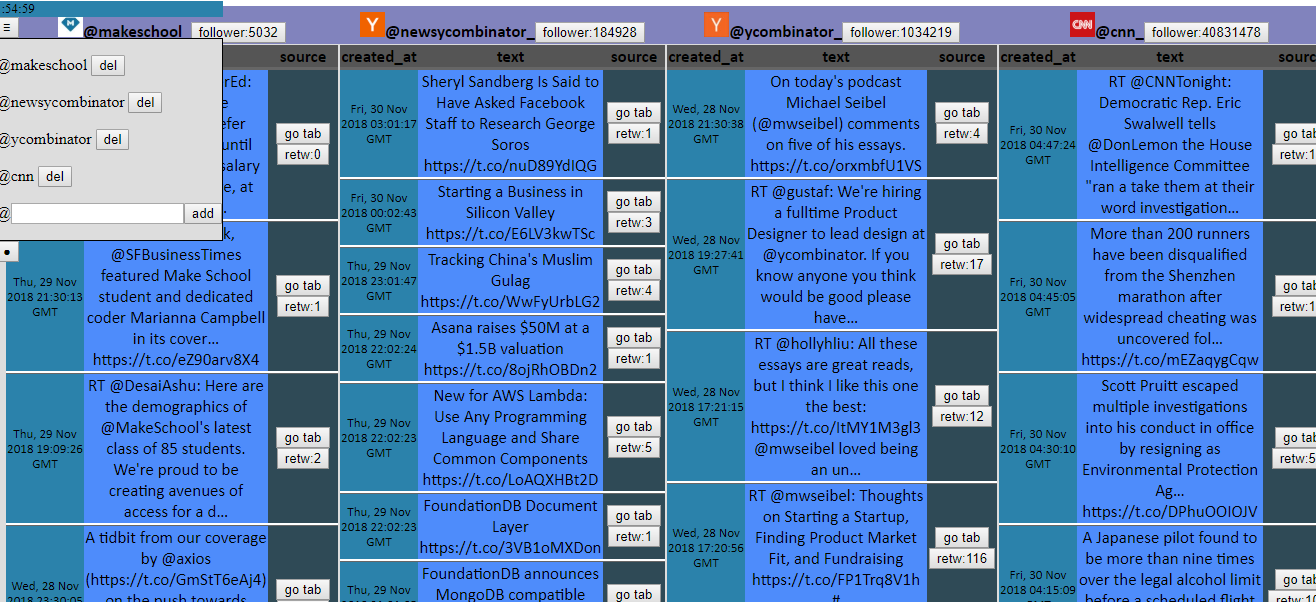 :54:59
☰
@makeschool
follower:5032
@makeschool del
@newsycombinator del
@ycombinator del
@cnn del
@ add
source
rEd:
e
efer
until
salary
e, at
.
go tab
retw:0
Thu, 29 Nov
2018 21:30:13
GMT
k,
@SFBusinessTimes
featured Make School
student and dedicated
coder Marianna Campbell
in its cover...
https://t.co/eZ90arv8X4
go tab
retw:1
Thu, 29 Nov
2018 19:09:26
GMT
RT @DesaiAshu: Here are
the demographics of
@MakeSchool's latest
class of 85 students.
We're proud to be
creating avenues of
access for a d...
go tab
retw:2
Wed, 28 Nov
2018 23:30:05
A tidbit from our coverage
by @axios
(https://t.co/GmStT6eAj4)
on the push towards
go tab
Y
@newsycombinator_
follower:184928
created_at text source
Fri, 30 Nov
2018 03:01:17
GMT
Sheryl Sandberg Is Said to
Have Asked Facebook
Staff to Research George
Soros
https://t.co/nuD89YdIQG
go tab
retw:1
Fri, 30 Nov
2018 00:02:43
GMT
Starting a Business in
Silicon Valley
https://t.co/E6LV3kwTSc
go tab
retw:3
Thu, 29 Nov
2018 23:01:47
GMT
Tracking China's Muslim
Gulag
https://t.co/WwFyUrbLG2
go tab
retw:4
Thu, 29 Nov
2018 22:02:24
GMT
Asana raises $50M at a
$1.5B valuation
https://t.co/8ojRhOBDn2
go tab
retw:1
Thu, 29 Nov
2018 22:02:23
GMT
New for AWS Lambda:
Use Any Programming
Language and Share
Common Components
https://t.co/LoAQXHBt2D
go tab
retw:5
Thu, 29 Nov
2018 22:02:23
GMT
FoundationDB Document
Layer
https://t.co/3VB1oMXDon
go tab
retw:1
Thu, 29 Nov
FoundationDB announces
MongoDB compatible
go tab
Y
@ycombinator_
follower:1034219
created_at text source
Wed, 28 Nov
2018 21:30:38
GMT
On today's podcast
Michael Seibel
(@mwseibel) comments
on five of his essays.
https://t.co/orxmbfU1VS
go tab
retw:4
Wed, 28 Nov
2018 19:27:41
GMT
RT @gustaf: We're hiring
a fulltime Product
Designer to lead design at
@ycombinator. If you
know anyone you think
would be good please
have...
go tab
retw:17
Wed, 28 Nov
2018 17:21:15
GMT
RT @hollyhliu: All these
essays are great reads,
but I think I like this one
the best:
https://t.co/ItMY1M3gl3
@mwseibel loved being
an un...
go tab
retw:12
Wed, 28 Nov
2018 17:20:56
GMT
RT @mwseibel: Thoughts
on Starting a Startup,
Finding Product Market
Fit, and Fundraising
https://t.co/FP1Trq8V1h
#
go tab
retw:116
CNN
@cnn_
follower:40831478
created_at text sourc
Fri, 30 Nov
2018 04:47:24
GMT
RT @CNNTonight:
Democratic Rep. Eric
Swalwell tells
@DonLemon the House
Intelligence Committee
"ran a take them at their
word investigation...
go tab
retw:1
Fri, 30 Nov
2018 04:45:05
GMT
More than 200 runners
have been disqualified
from the Shenzhen
marathon after
widespread cheating was
uncovered fol...
https://t.co/mEZaqygCqw
go tab
retw:1
Fri, 30 Nov
2018 04:30:10
GMT
Scott Pruitt escaped
multiple investigations
into his conduct in office
by resigning as
Environmental Protection
Ag...
https://t.co/DPhuOOIOJV
go tab
retw:5
Fri, 30 Nov
2018 04:15:09
GMT
A Japanese pilot found to
be more than nine times
over the legal alcohol limit
before a scheduled flight
go tab